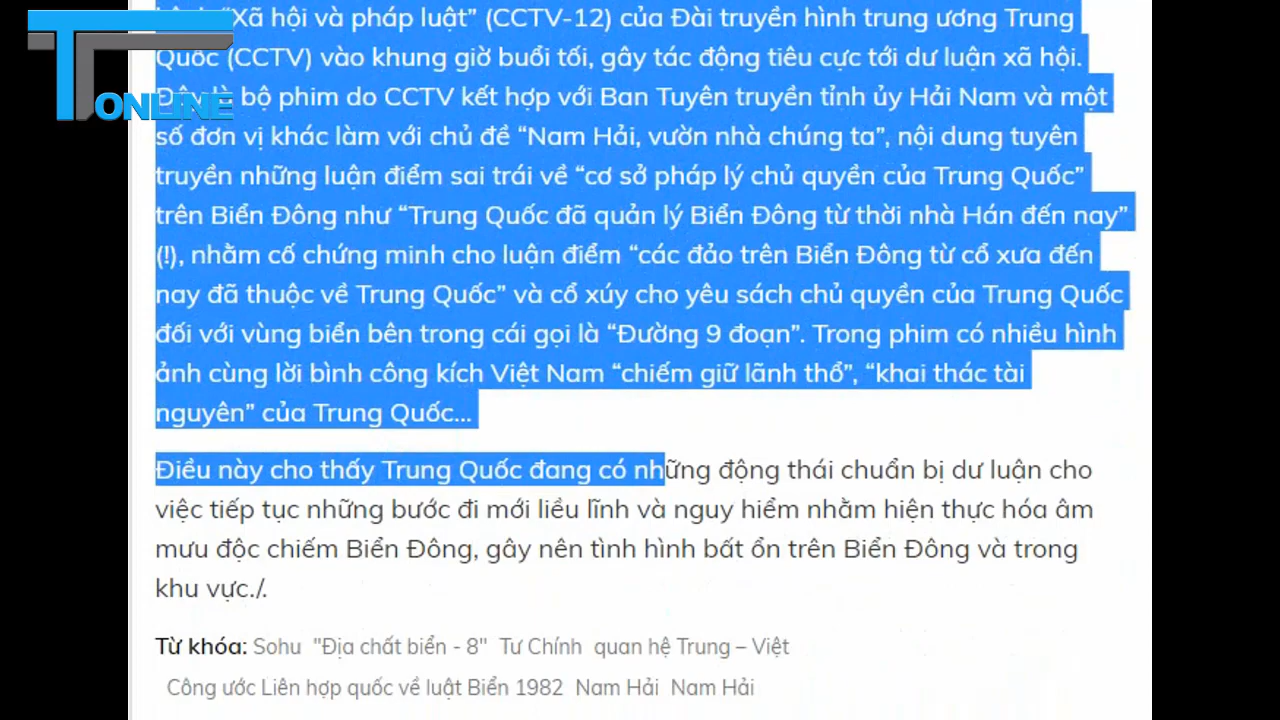 TT ONLINE
"Xã hội và pháp luật" (CCTV-12) của Đài truyền hình trung ương Trung
Quốc (CCTV) vào khung giờ buổi tối, gây tác động tiêu cực tới dư luận xã hội.
bộ phim do CCTV kết hợp với Ban Tuyên truyền tỉnh ủy Hải Nam và một
số đơn vị khác làm với chủ đề “Nam Hải, vườn nhà chúng ta”, nội dung tuyên
truyền những luận điểm sai trái về “cơ sở pháp lý chủ quyền của Trung Quốc”
trên Biển Đông như “Trung Quốc đã quản lý Biển Đông từ thời nhà Hán đến nay”
(!), nhằm cố chứng minh cho luận điểm “các đảo trên Biển Đông từ cổ xưa đến
nay đã thuộc về Trung Quốc” và cổ xúy cho yêu sách chủ quyền của Trung Quốc
đối với vùng biển bên trong cái gọi là “Đường 9 đoạn”. Trong phim có nhiều hình
ảnh cùng lời bình công kích Việt Nam “chiếm giữ lãnh thổ”, “khai thác tài
nguyên” của Trung Quốc...
Điều này cho thấy Trung Quốc đang có những động thái chuẩn bị dư luận cho
việc tiếp tục những bước đi mới liều lĩnh và nguy hiểm nhằm hiện thực hóa âm
mưu độc chiếm Biển Đông, gây nên tình hình bất ổn trên Biển Đông và trong
khu vực./.
Từ khóa: Sohu "Địa chất biển - 8" Tư Chính quan hệ Trung – Việt
Công ước Liên hợp quốc về luật Biển 1982 Nam Hải Nam Hải